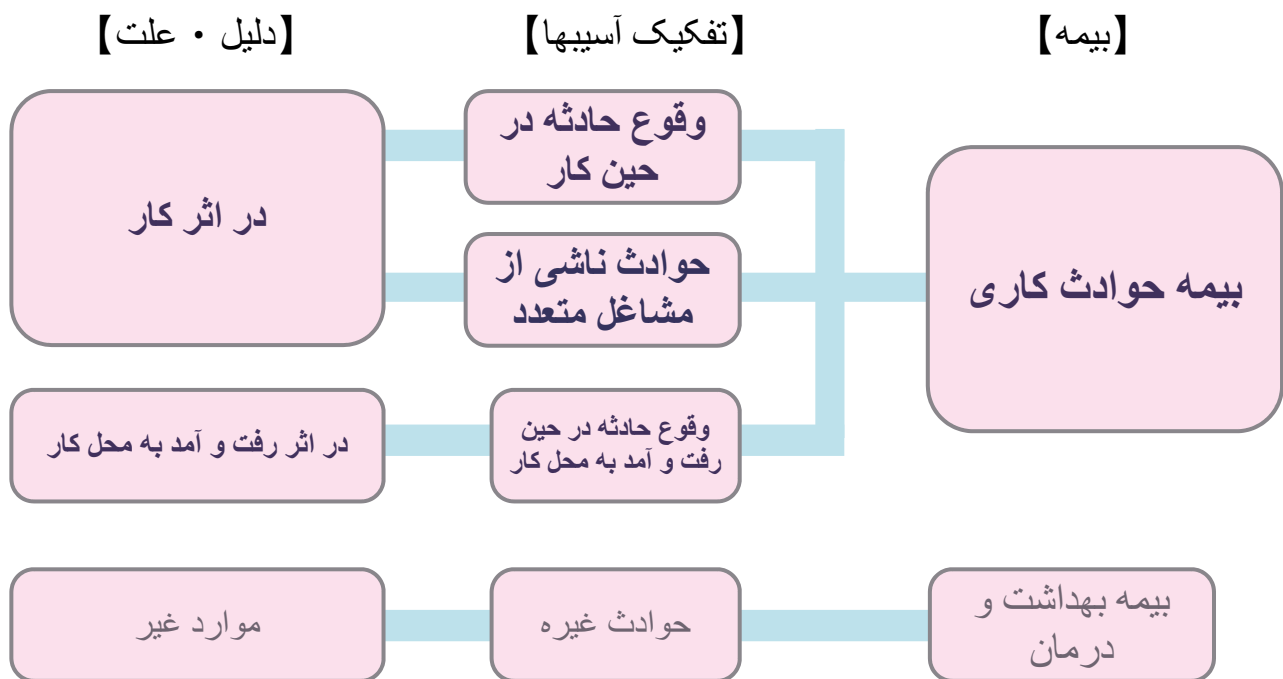 【بیمه】
【تفکیک آسیبها】
【دلیل・علت】
بیمه حوادث کاری
وقوع حادثه در
حین کار
در اثر کار
حوادث ناشی از
مشاغل متعدد
وقوع حادثه در حین
رفت و آمد به محل کار
در اثر رفت و آمد به محل کار
بیمه بهداشت و
درمان
حوادث غیره
موارد غیر